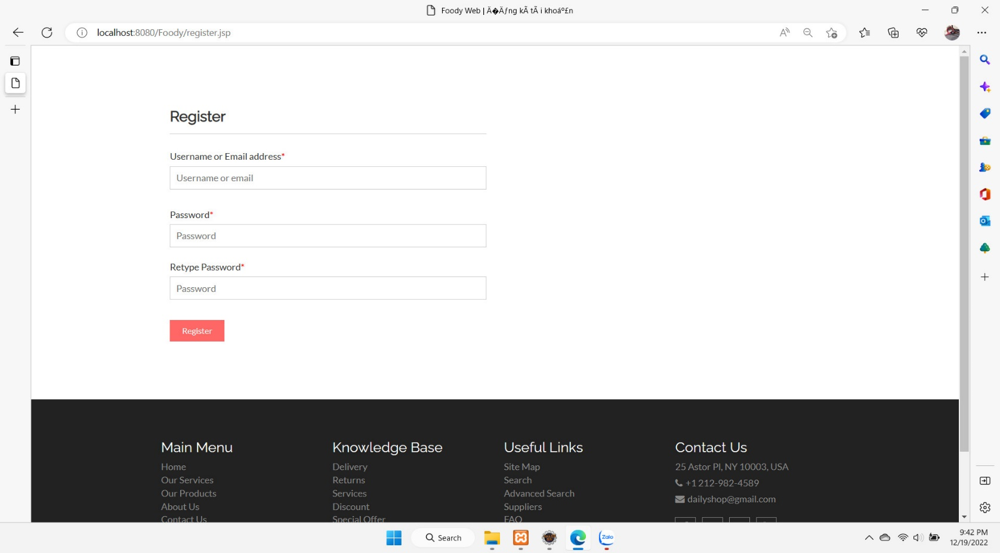 Foody Web | Ä�Äƒng kÃ­ tÃ i khoáº£n
localhost:8080/Foody/register.jsp
Register
Username or Email address*
Username or email
Password*
Password
Retype Password*
Password
Register
Main Menu
Home
Our Services
Our Products
About Us
Contact Us
Knowledge Base
Delivery
Returns
Services
Discount
Special Offer
Useful Links
Site Map
Search
Advanced Search
Suppliers
FAQ
Contact Us
25 Astor Pl, NY 10003, USA
+1 212-982-4589
dailyshop@gmail.com
Search
Zalo
9:42 PM
12/19/2022